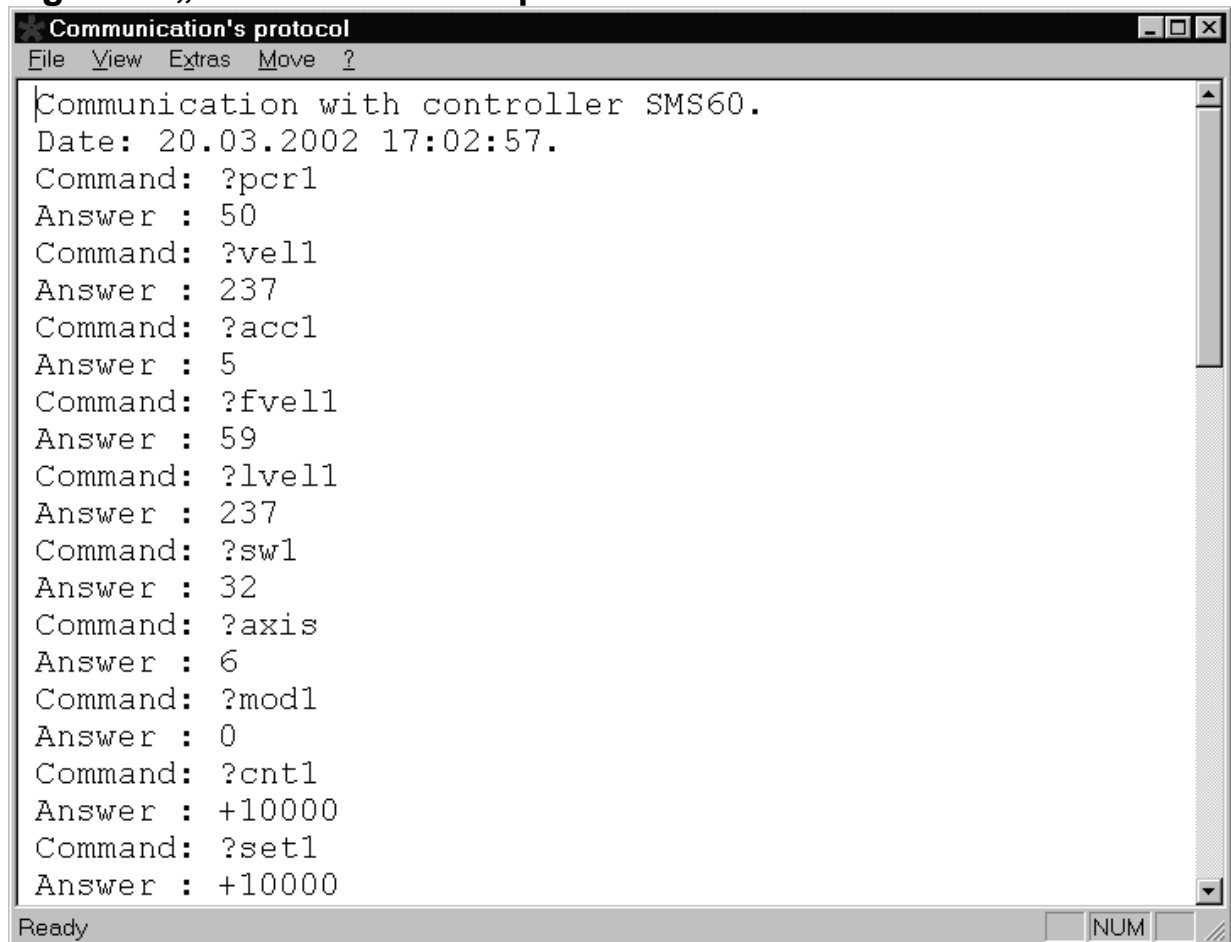 Communication's protocol
File View Extras Move ?
Communication with controller SMS60.
Date: 20.03.2002 17:02:57.
Command: ?pcr1
Answer : 50
Command: ?vel1
Answer : 237
Command: ?acc1
Answer : 5
Command: ?fvel1
Answer : 59
Command: ?lvel1
Answer : 237
Command: ?sw1
Answer : 32
Command: ?axis
Answer : 6
Command: ?mod1
Answer : 0
Command: ?cnt1
Answer : +10000
Command: ?set1
Answer : +10000
Ready NUM